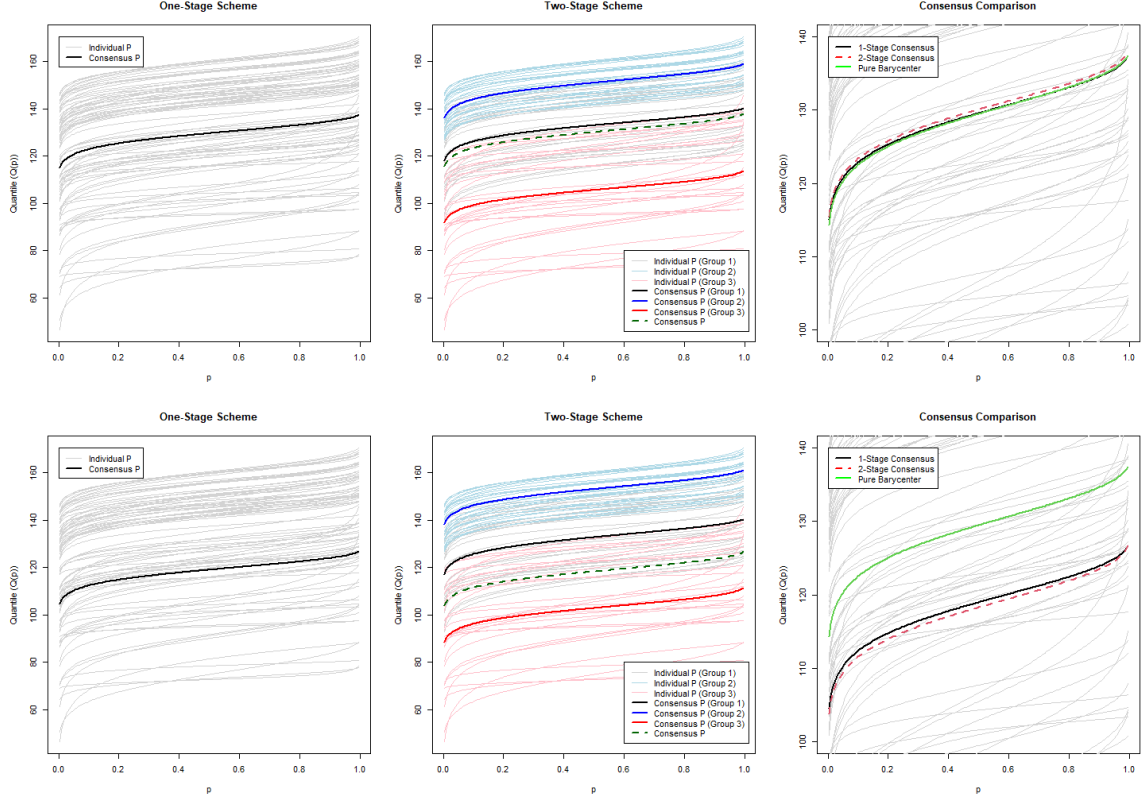 One-Stage Scheme
Individual P
Consensus P
Quantile (Q(p))
160
140
120
100
80
60
0.0 0.2 0.4 0.6 0.8 1.0
p
Two-Stage Scheme
Individual P (Group 1)
Individual P (Group 2)
Individual P (Group 3)
Consensus P (Group 1)
Consensus P (Group 2)
Consensus P (Group 3)
Consensus P
Quantile (Q(p))
160
140
120
100
80
60
0.0 0.2 0.4 0.6 0.8 1.0
p
Consensus Comparison
1-Stage Consensus
2-Stage Consensus
Pure Barycenter
Quantile (Q(p))
140
130
120
110
100
0.0 0.2 0.4 0.6 0.8 1.0
p
One-Stage Scheme
Individual P
Consensus P
Quantile (Q(p))
160
140
120
100
80
60
0.0 0.2 0.4 0.6 0.8 1.0
p
Two-Stage Scheme
Individual P (Group 1)
Individual P (Group 2)
Individual P (Group 3)
Consensus P (Group 1)
Consensus P (Group 2)
Consensus P (Group 3)
Consensus P
Quantile (Q(p))
160
140
120
100
80
60
0.0 0.2 0.4 0.6 0.8 1.0
p
Consensus Comparison
1-Stage Consensus
2-Stage Consensus
Pure Barycenter
Quantile (Q(p))
140
130
120
110
100
0.0 0.2 0.4 0.6 0.8 1.0
p